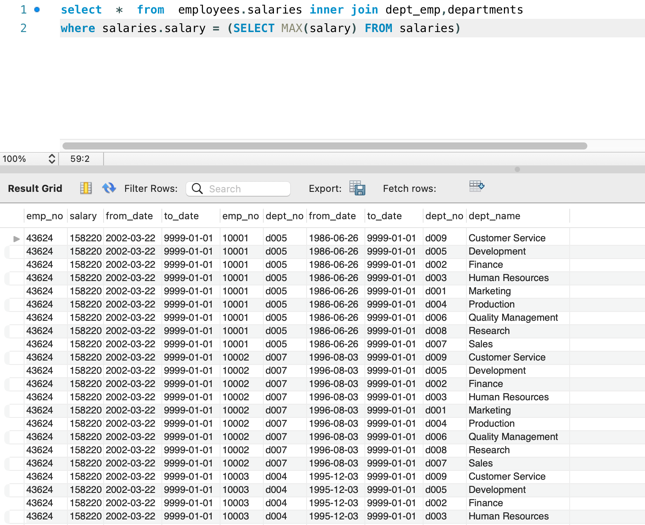 1 select * from employees.salaries inner join dept_emp,departments
2 where salaries.salary = (SELECT MAX(salary) FROM salaries)
100% 59:2
Result Grid Filter Rows: Search Export: Fetch rows:
emp_no salary from_date to_date emp_no dept_no from_date to_date dept_no dept_name
43624 158220 2002-03-22 9999-01-01 10001 d005 1986-06-26 9999-01-01 d009 Customer Service
43624 158220 2002-03-22 9999-01-01 10001 d005 1986-06-26 9999-01-01 d005 Development
43624 158220 2002-03-22 9999-01-01 10001 d005 1986-06-26 9999-01-01 d002 Finance
43624 158220 2002-03-22 9999-01-01 10001 d005 1986-06-26 9999-01-01 d003 Human Resources
43624 158220 2002-03-22 9999-01-01 10001 d005 1986-06-26 9999-01-01 d001 Marketing
43624 158220 2002-03-22 9999-01-01 10001 d005 1986-06-26 9999-01-01 d004 Production
43624 158220 2002-03-22 9999-01-01 10001 d005 1986-06-26 9999-01-01 d006 Quality Management
43624 158220 2002-03-22 9999-01-01 10001 d005 1986-06-26 9999-01-01 d008 Research
43624 158220 2002-03-22 9999-01-01 10001 d005 1986-06-26 9999-01-01 d007 Sales
43624 158220 2002-03-22 9999-01-01 10002 d007 1996-08-03 9999-01-01 d009 Customer Service
43624 158220 2002-03-22 9999-01-01 10002 d007 1996-08-03 9999-01-01 d005 Development
43624 158220 2002-03-22 9999-01-01 10002 d007 1996-08-03 9999-01-01 d002 Finance
43624 158220 2002-03-22 9999-01-01 10002 d007 1996-08-03 9999-01-01 d003 Human Resources
43624 158220 2002-03-22 9999-01-01 10002 d007 1996-08-03 9999-01-01 d001 Marketing
43624 158220 2002-03-22 9999-01-01 10002 d007 1996-08-03 9999-01-01 d004 Production
43624 158220 2002-03-22 9999-01-01 10002 d007 1996-08-03 9999-01-01 d006 Quality Management
43624 158220 2002-03-22 9999-01-01 10002 d007 1996-08-03 9999-01-01 d008 Research
43624 158220 2002-03-22 9999-01-01 10002 d007 1996-08-03 9999-01-01 d007 Sales
43624 158220 2002-03-22 9999-01-01 10003 d004 1995-12-03 9999-01-01 d009 Customer Service
43624 158220 2002-03-22 9999-01-01 10003 d004 1995-12-03 9999-01-01 d005 Development
43624 158220 2002-03-22 9999-01-01 10003 d004 1995-12-03 9999-01-01 d002 Finance
43624 158220 2002-03-22 9999-01-01 10003 d004 1995-12-03 9999-01-01 d003 Human Resources